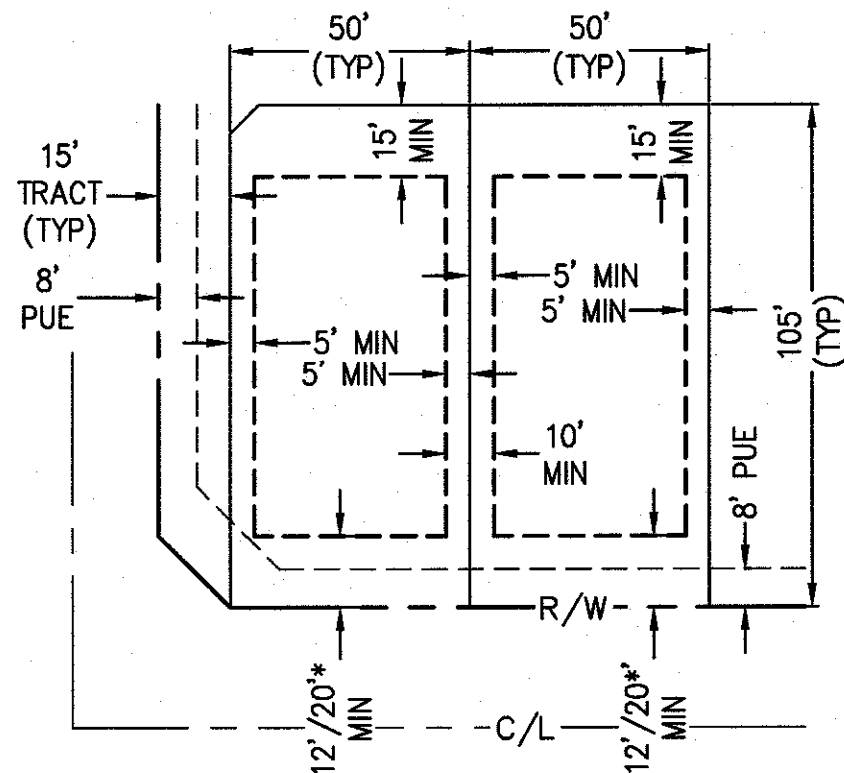 50'
(TYP)
50'
(TYP)
15'
MIN
15'
MIN
15'
TRACT
(TYP)
8'
PUE
5' MIN
5' MIN
5' MIN
5' MIN
105'
(TYP)
10'
MIN
8' PUE
R/W
12'/20'*
MIN
12'/20*'
MIN
C/L